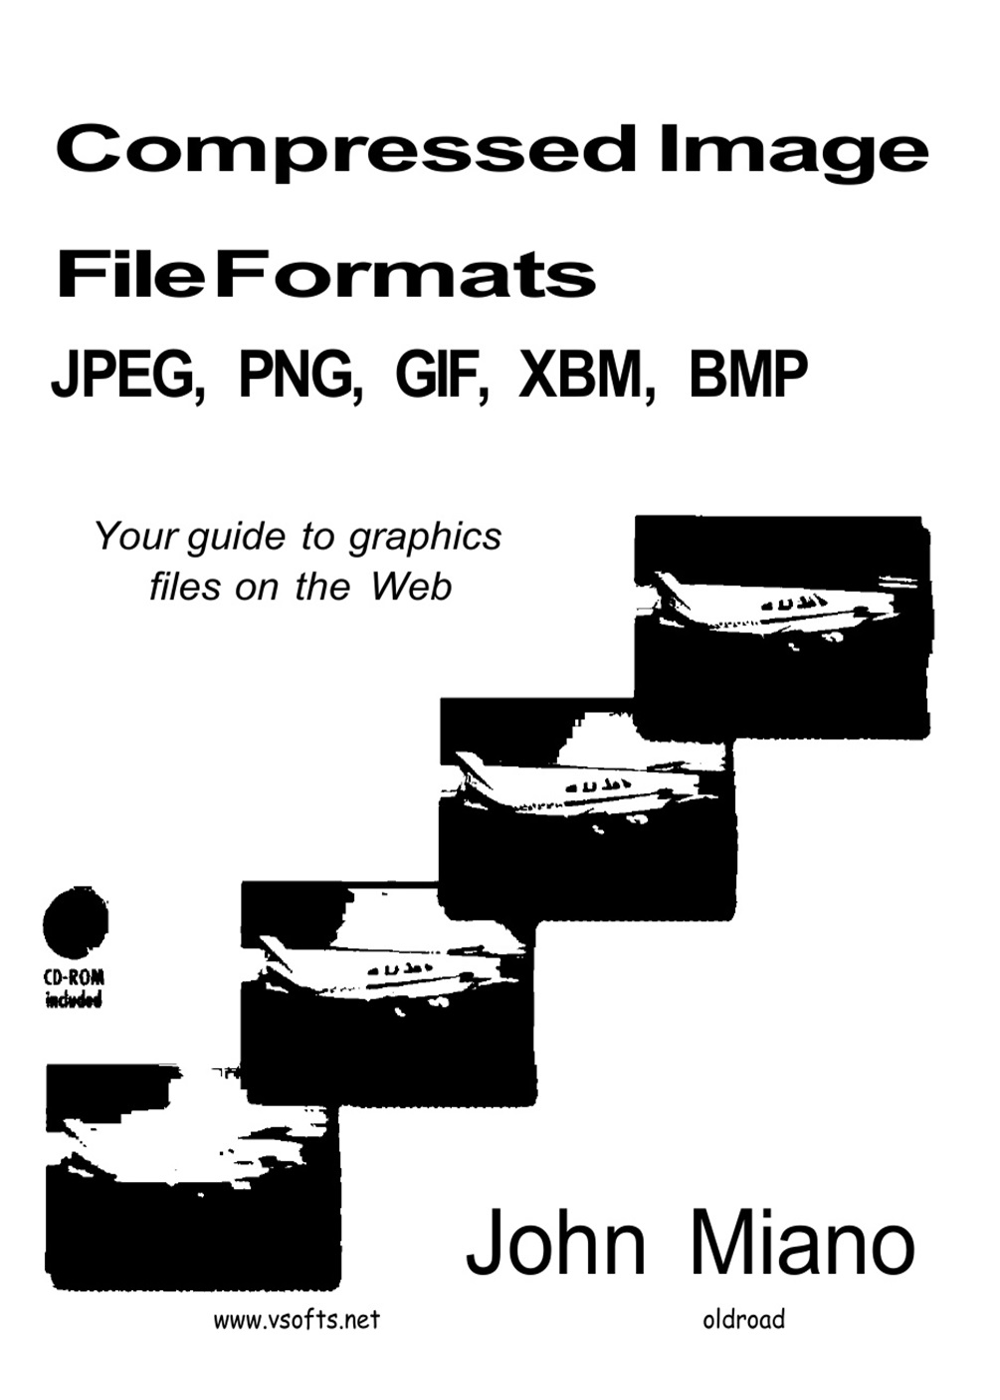 Compressed Image
File Formats
JPEG, PNG, GIF, XBM, BMP
Your guide to graphics
files on the Web
CD-ROM
included
John Miano
www.vsofts.net
oldroad